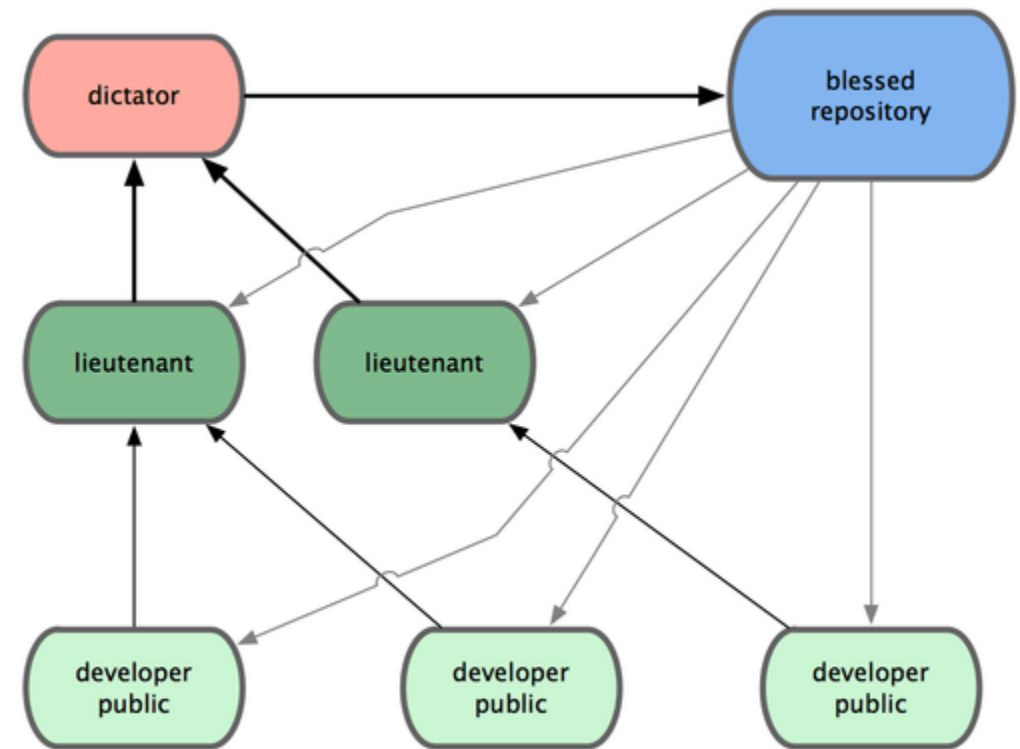 dictator
blessed
repository
lieutenant
lieutenant
developer
public
developer
public
developer
public